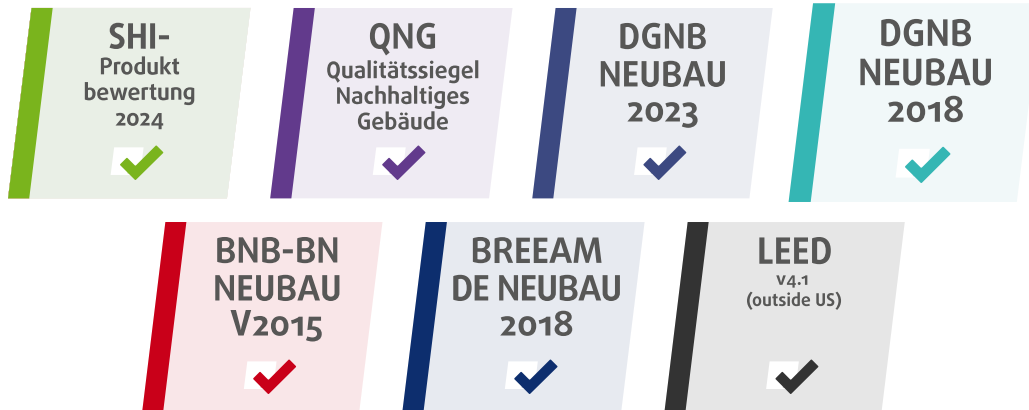 SHI-
Produkt
bewertung
2024
QNG
Qualitätssiegel
Nachhaltiges
Gebäude
DGNB
NEUBAU
2023
DGNB
NEUBAU
2018
BNB-BN
NEUBAU
V2015
BREEAM
DE NEUBAU
2018
LEED
v4.1
(outside US)